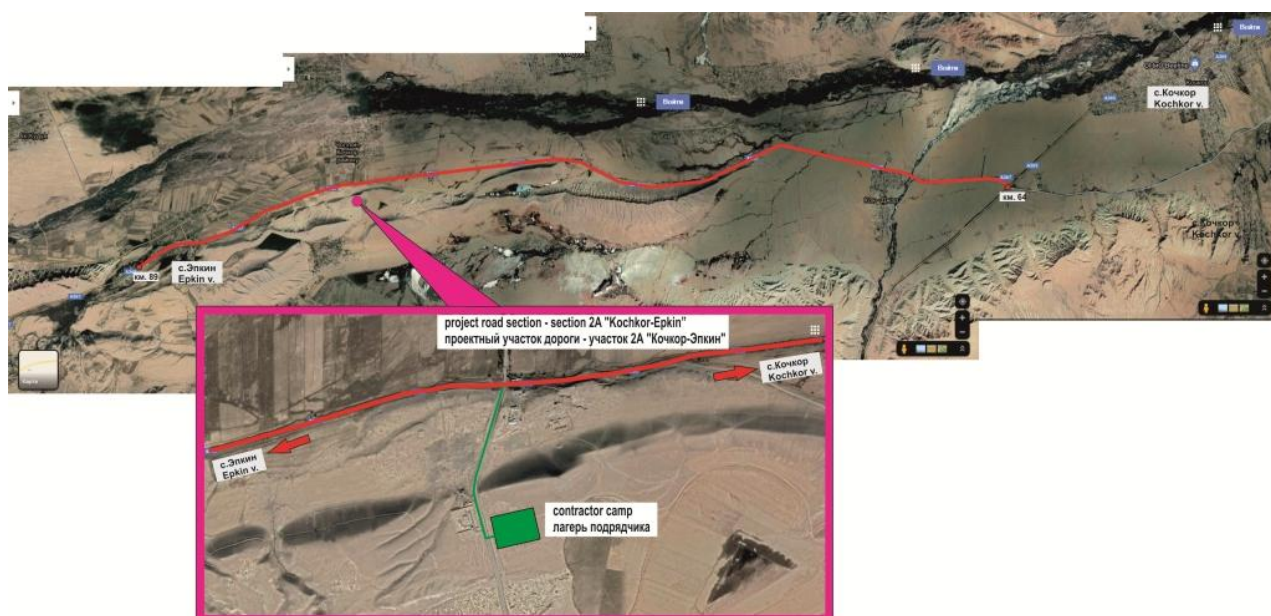 Войти
Войти
Войти
с.Кочкор
Kochkor v.
км. 64
с.Кочкор
Kochkor v.
с.Эпкин
Epkin v.
км. 89
project road section - section 2A "Kochkor-Epkin"
проектный участок дороги - участок 2А "Кочкор-Эпкин"
с.Кочкор
Kochkor v.
с.Эпкин
Epkin v.
contractor camp
лагерь подрядчика